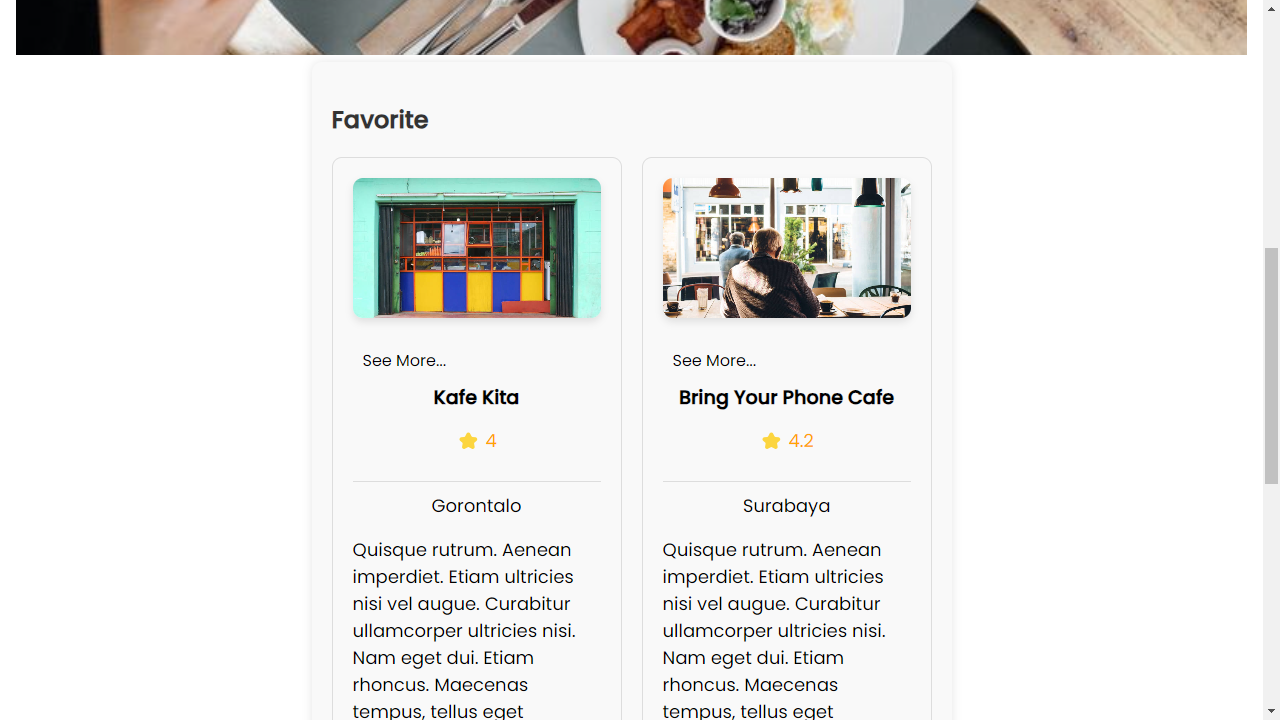 Favorite
See More...
Kafe Kita
4
Gorontalo
Quisque rutrum. Aenean
imperdiet. Etiam ultricies
nisi vel augue. Curabitur
ullamcorper ultricies nisi.
Nam eget dui. Etiam
rhoncus. Maecenas
tempus, tellus eget
See More...
Bring Your Phone Cafe
4.2
Surabaya
Quisque rutrum. Aenean
imperdiet. Etiam ultricies
nisi vel augue. Curabitur
ullamcorper ultricies nisi.
Nam eget dui. Etiam
rhoncus. Maecenas
tempus, tellus eget